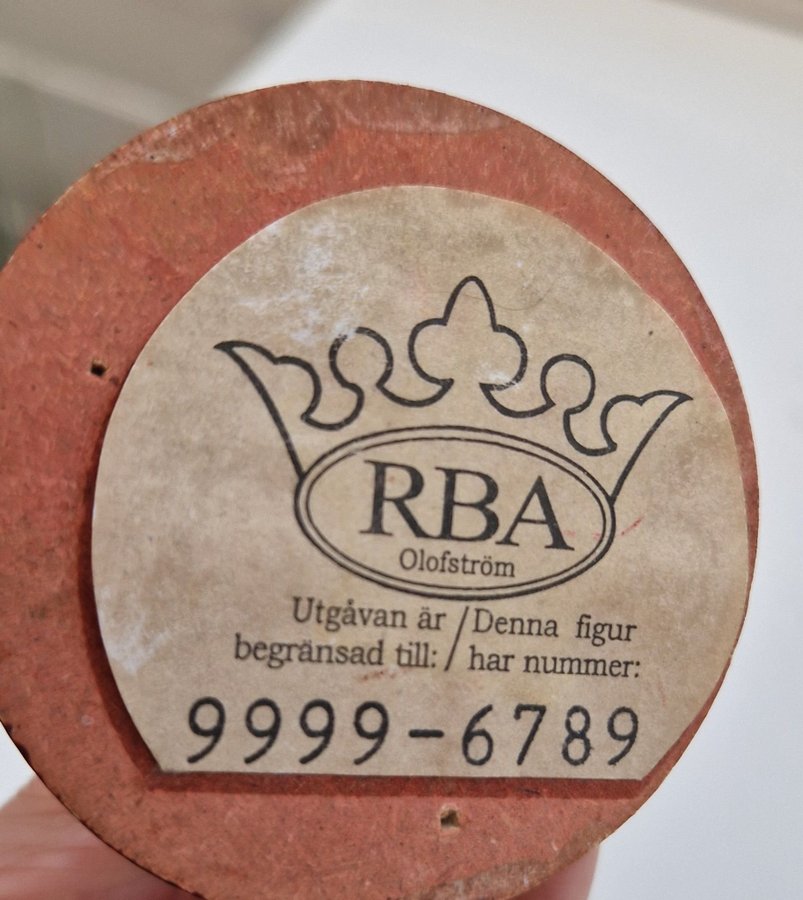 RBA
Olofström
Utgåvan är / Denna figur
begränsad till: / har nummer:
9999-6789